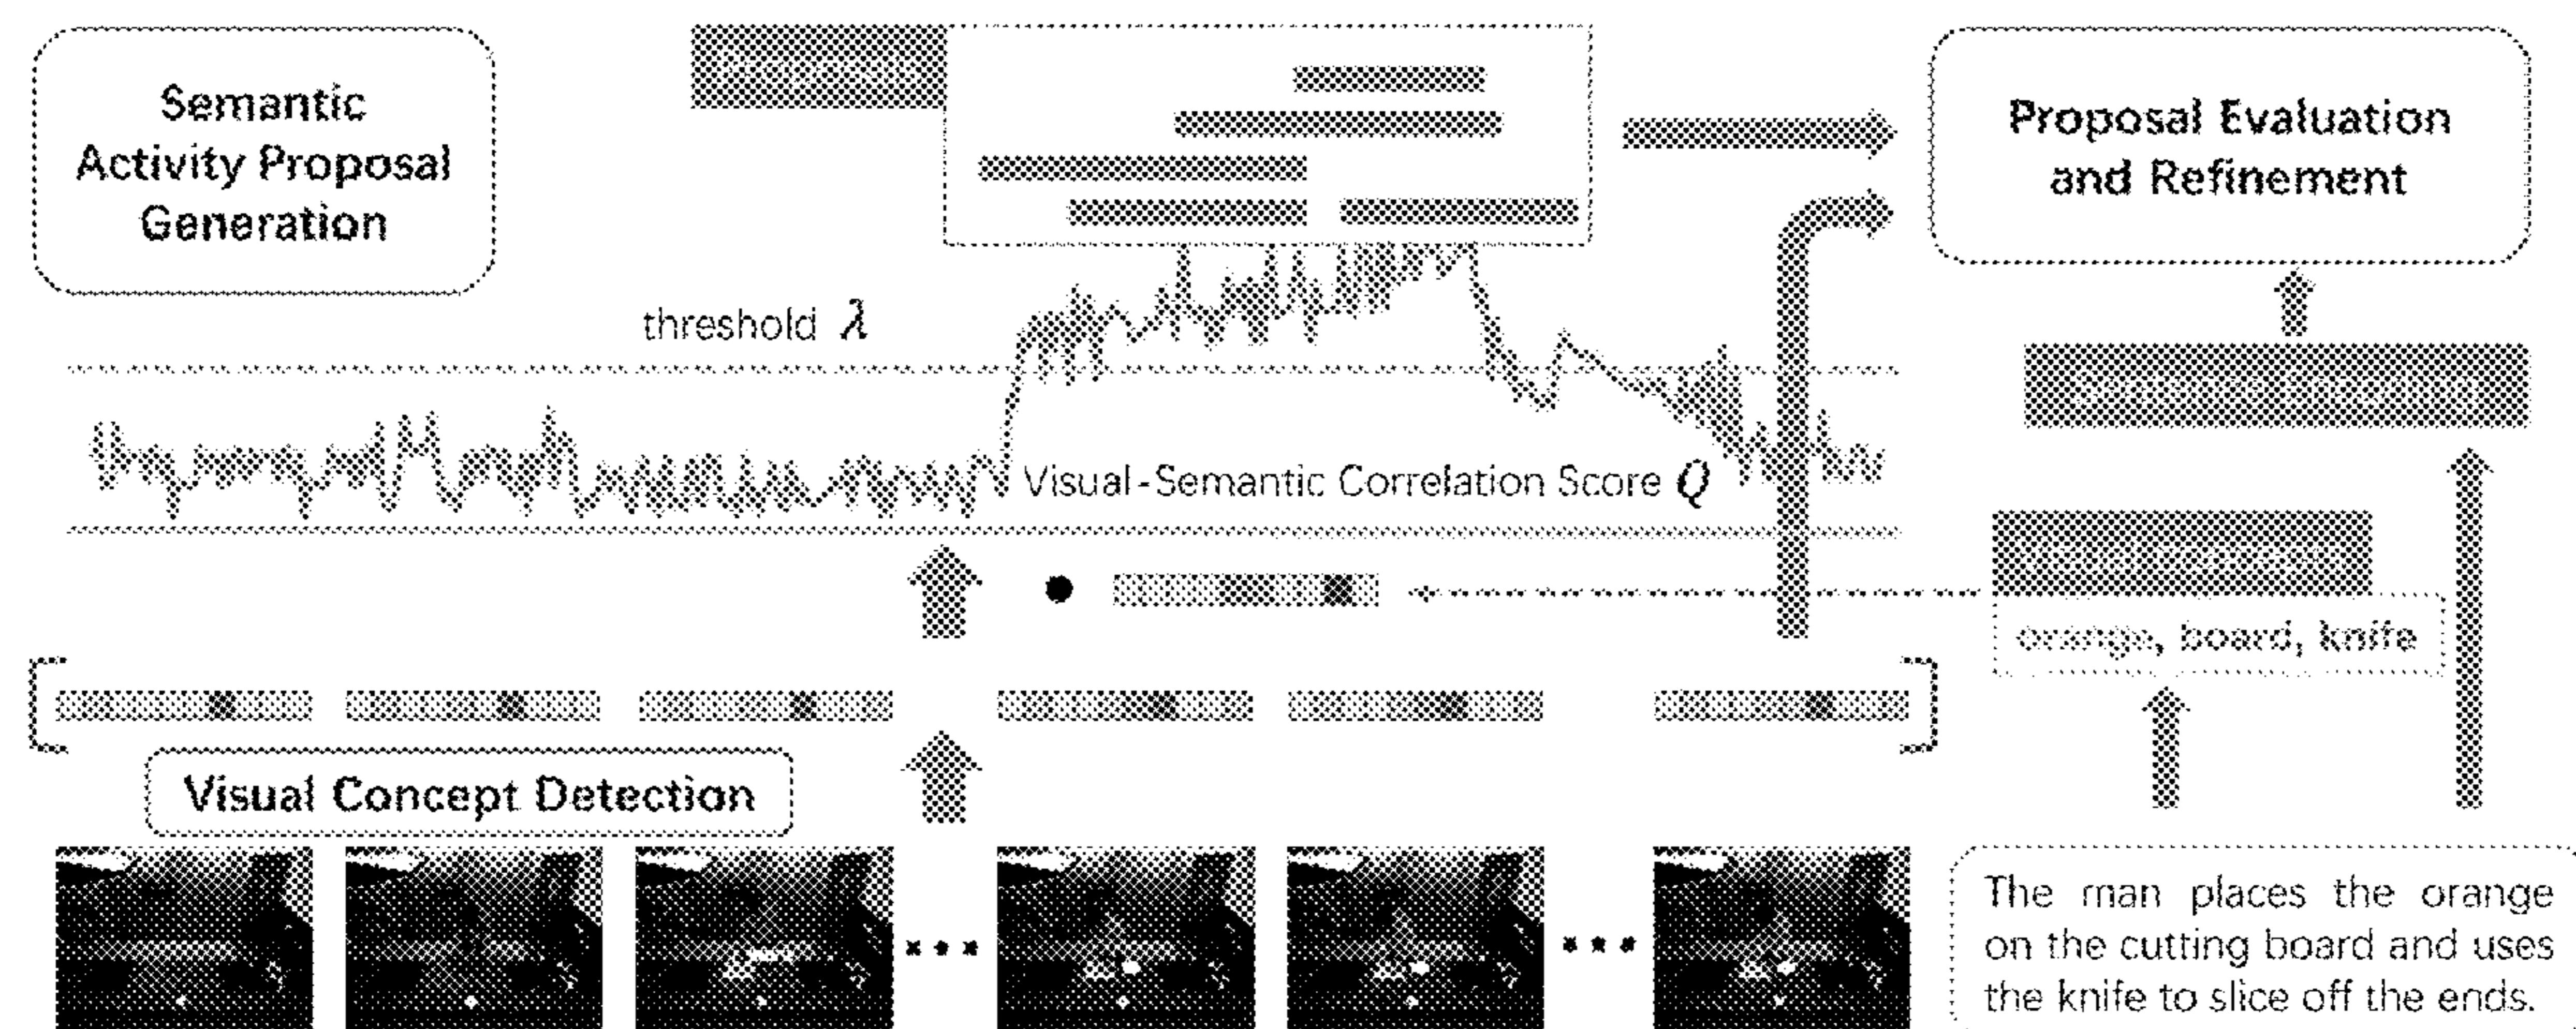 Semantic
Activity Proposal
Generation
Proposal Evaluation
and Refinement
threshold λ
Visual-Semantic Correlation Score Q
orange, board, knife
Visual Concept Detection
The man places the orange
on the cutting board and uses
the knife to slice off the ends.